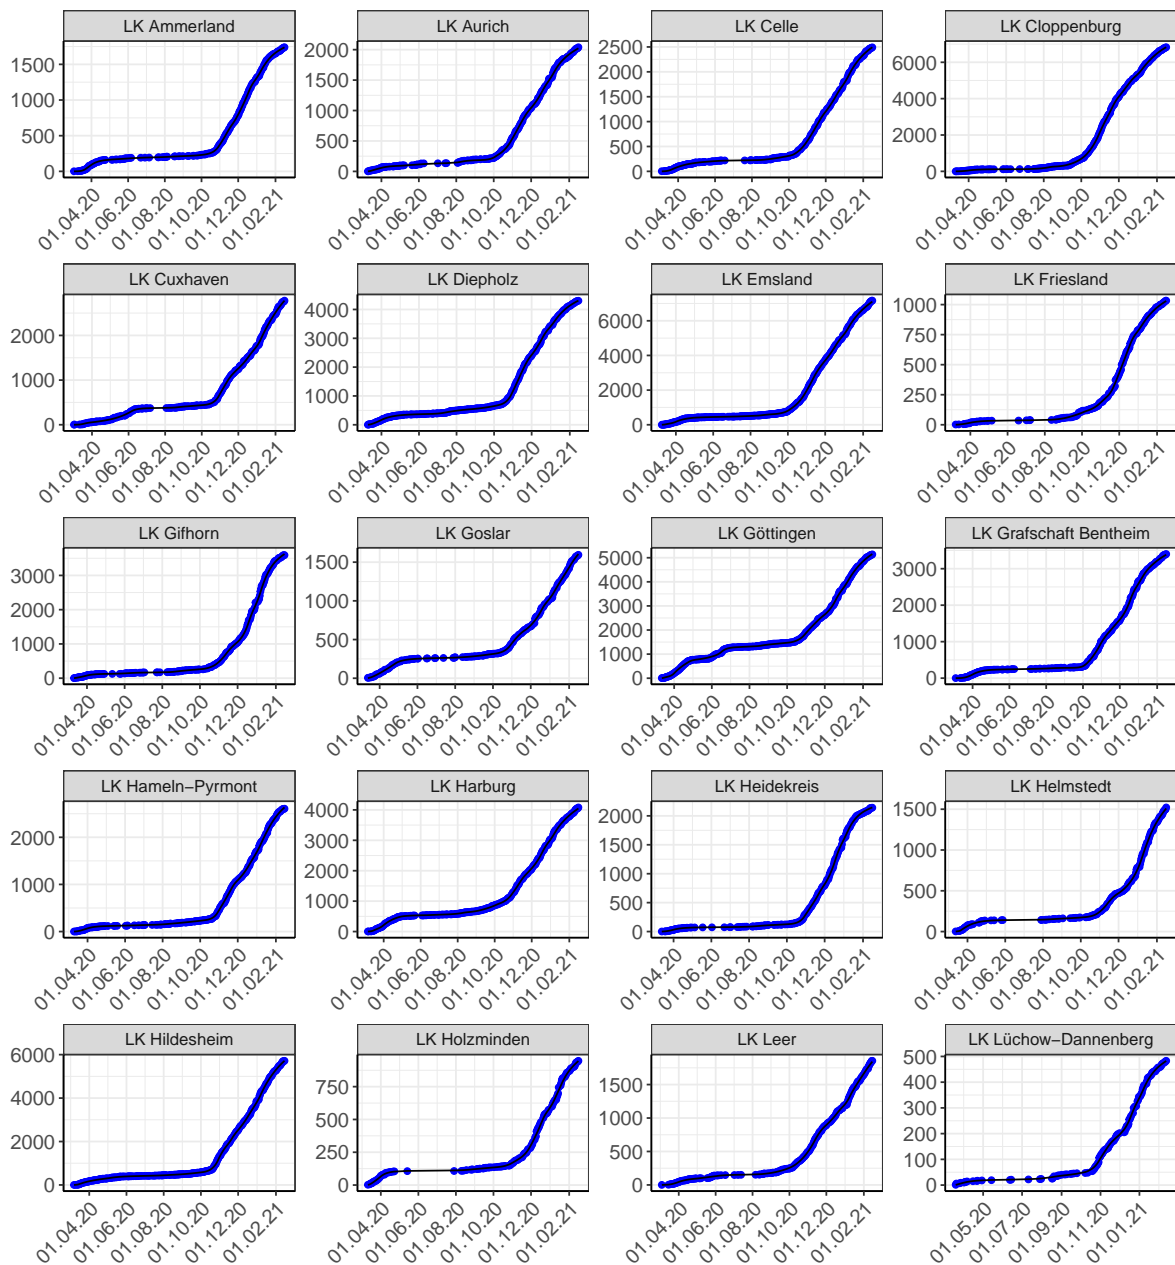 LK Ammerland
LK Aurich
LK Celle
LK Cloppenburg
1500
1000
500
0
2000
1500
1000
500
0
2500
2000
1500
1000
500
0
6000
4000
2000
0
01.04.20 01.06.20 01.08.20 01.10.20 01.12.20 01.02.21
01.04.20 01.06.20 01.08.20 01.10.20 01.12.20 01.02.21
01.04.20 01.06.20 01.08.20 01.10.20 01.12.20 01.02.21
01.04.20 01.06.20 01.08.20 01.10.20 01.12.20 01.02.21
LK Cuxhaven
LK Diepholz
LK Emsland
LK Friesland
2000
1000
0
4000
3000
2000
1000
0
6000
4000
2000
0
1000
750
500
250
0
01.04.20 01.06.20 01.08.20 01.10.20 01.12.20 01.02.21
01.04.20 01.06.20 01.08.20 01.10.20 01.12.20 01.02.21
01.04.20 01.06.20 01.08.20 01.10.20 01.12.20 01.02.21
01.04.20 01.06.20 01.08.20 01.10.20 01.12.20 01.02.21
LK Gifhorn
LK Goslar
LK Göttingen
LK Grafschaft Bentheim
3000
2000
1000
0
1500
1000
500
0
5000
4000
3000
2000
1000
0
3000
2000
1000
0
01.04.20 01.06.20 01.08.20 01.10.20 01.12.20 01.02.21
01.04.20 01.06.20 01.08.20 01.10.20 01.12.20 01.02.21
01.04.20 01.06.20 01.08.20 01.10.20 01.12.20 01.02.21
01.04.20 01.06.20 01.08.20 01.10.20 01.12.20 01.02.21
LK Hameln−Pyrmont
LK Harburg
LK Heidekreis
LK Helmstedt
2000
1000
0
4000
3000
2000
1000
0
2000
1500
1000
500
0
1500
1000
500
0
01.04.20 01.06.20 01.08.20 01.10.20 01.12.20 01.02.21
01.04.20 01.06.20 01.08.20 01.10.20 01.12.20 01.02.21
01.04.20 01.06.20 01.08.20 01.10.20 01.12.20 01.02.21
01.04.20 01.06.20 01.08.20 01.10.20 01.12.20 01.02.21
LK Hildesheim
LK Holzminden
LK Leer
LK Lüchow−Dannenberg
6000
4000
2000
0
750
500
250
0
1500
1000
500
0
500
400
300
200
100
0
01.04.20 01.06.20 01.08.20 01.10.20 01.12.20 01.02.21
01.04.20 01.06.20 01.08.20 01.10.20 01.12.20 01.02.21
01.04.20 01.06.20 01.08.20 01.10.20 01.12.20 01.02.21
01.05.20 01.07.20 01.09.20 01.11.20 01.01.21